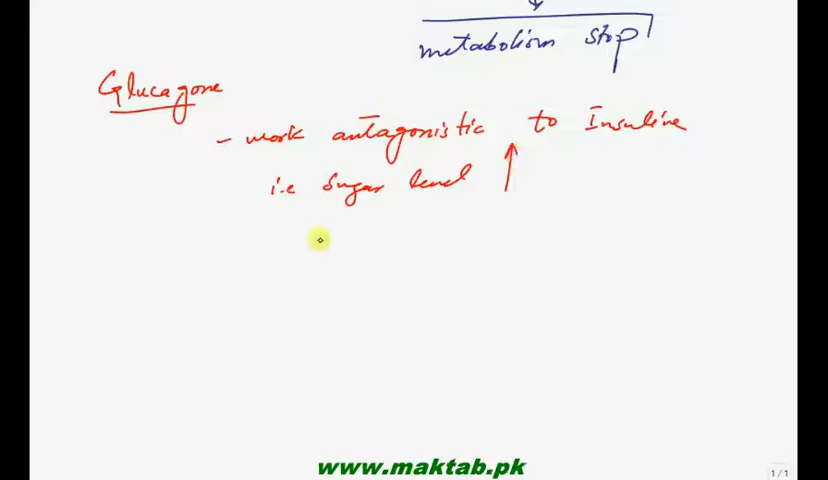 metabolism stop
Glucagone
- work antagonistic to Insuline
i.e Sugar level ↑
www.maktab.pk
1/1